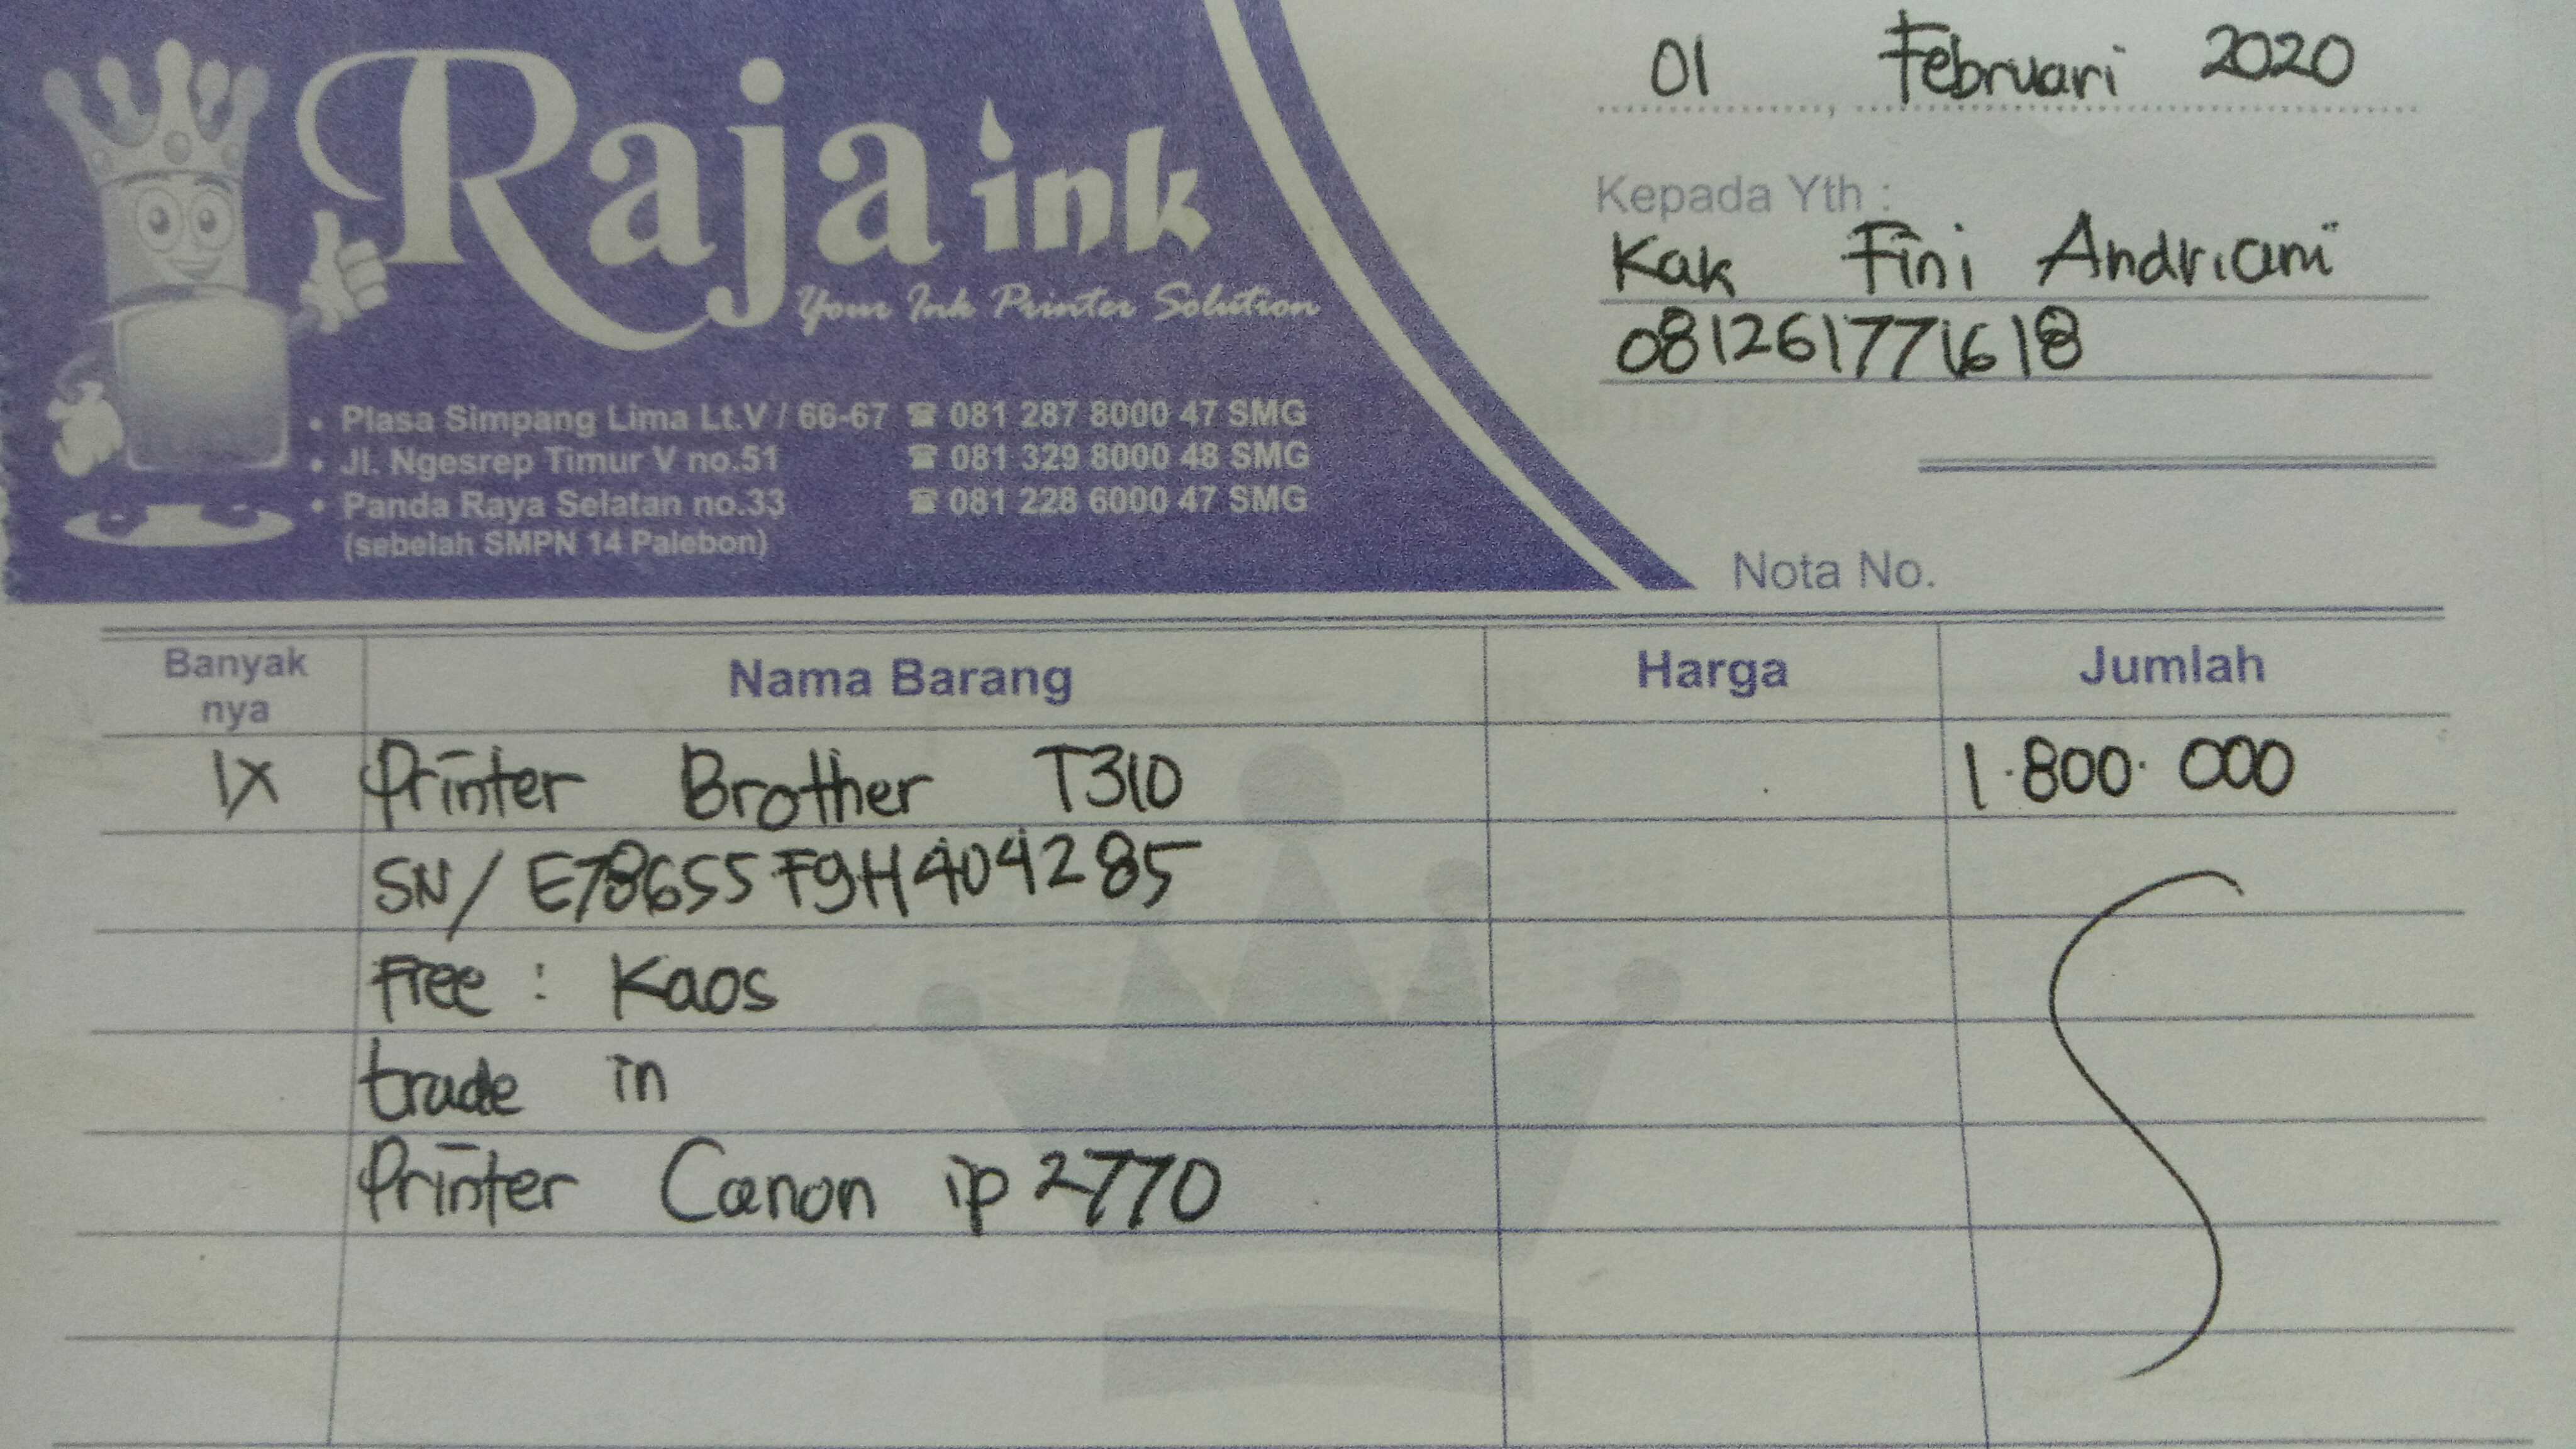 Raja ink
Your Ink Printer Solution
• Plasa Simpang Lima Lt.V / 66-67 ☎ 081 287 8000 47 SMG
• Jl. Ngesrep Timur V no.51 ☎ 081 329 8000 48 SMG
• Panda Raya Selatan no.33 ☎ 081 228 6000 47 SMG
(sebelah SMPN 14 Palebon)
01, Februari 2020
Kepada Yth :
Kak Fini Andriani
081261771618
Nota No.
Banyak nya Nama Barang Harga Jumlah
1x Printer Brother T310 1.800.000
SN/ E78655F9H404285
Free : Kaos
trade in
Printer Canon ip 2770